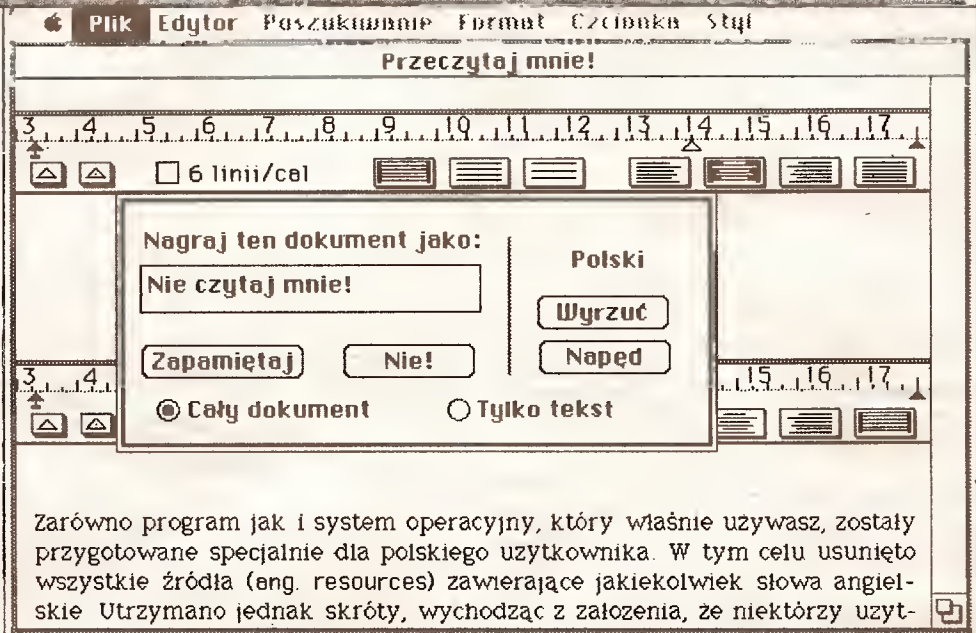 Plik Edytor Poszukiwanie Format Czcionka Styl
Przeczytaj mnie!
3 4 5 6 7 8 9 10 11 12 13 14 15 16 17
6 linii/cal
Nagraj ten dokument jako:
Nie czytaj mnie!
Polski
Wyrzuć
Zapamiętaj Nie! Napęd
3 4 15 16 17
Cały dokument Tylko tekst
Zarówno program jak i system operacyjny, który właśnie uzywasz, zostały
przygotowane specjalnie dla polskiego uzytkownika. W tym celu usunięto
wszystkie źródła (ang. resources) zawierające jakiekolwiek słowa angiel-
skie Utrzymano jednak skróty, wychodząc z załozenia, że niektórzy uzyt-